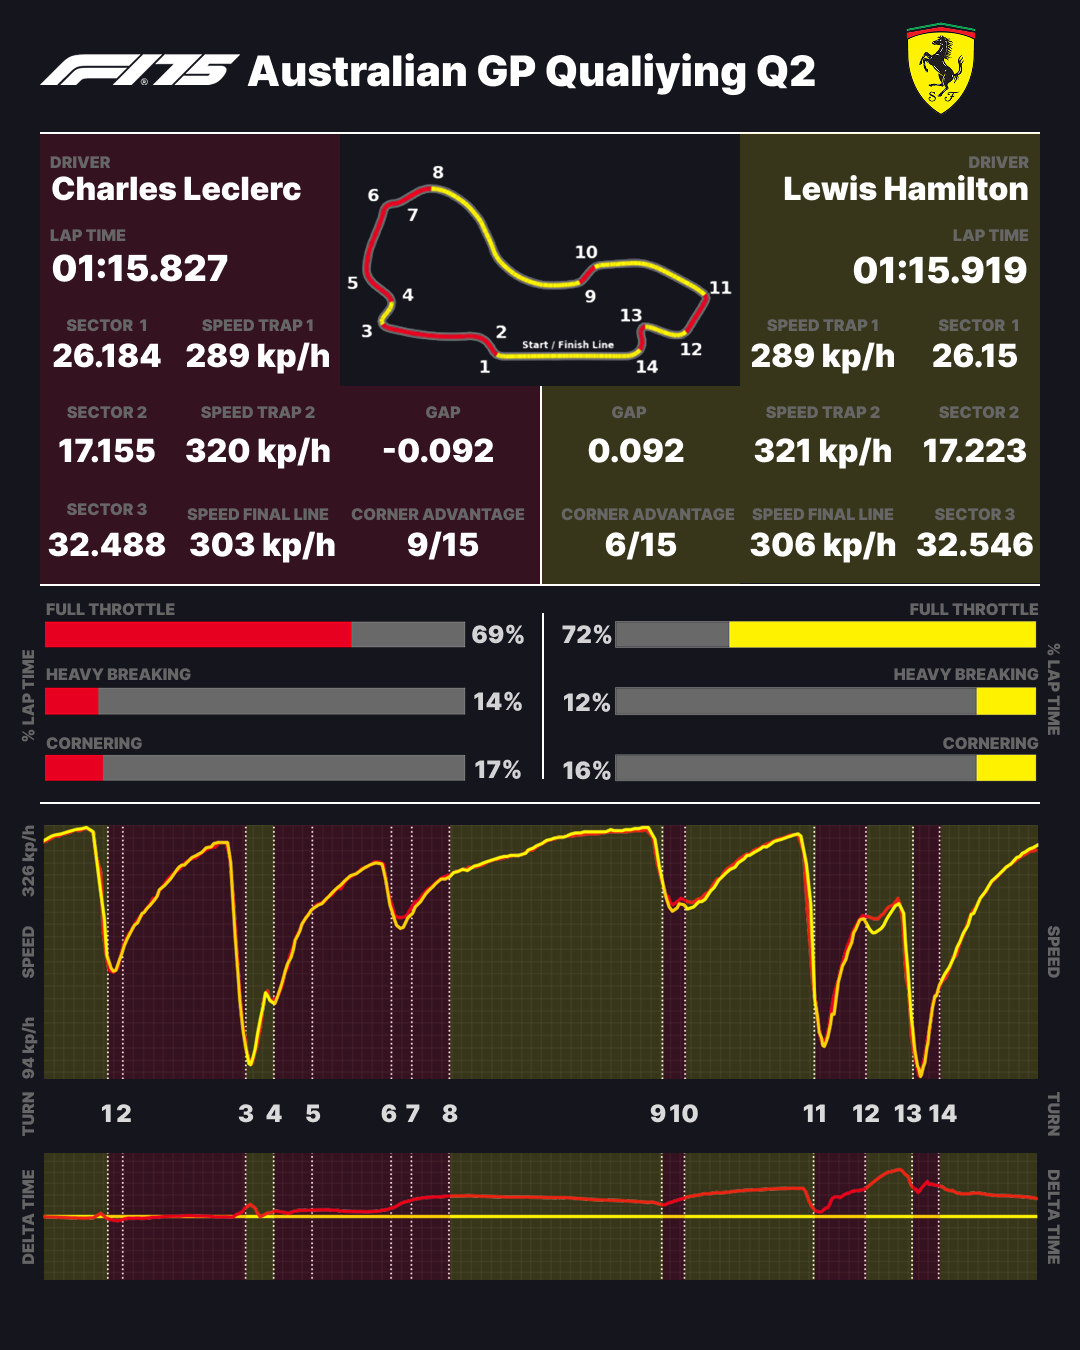 F1.75 Australian GP Qualiying Q2
S F
DRIVER
Charles Leclerc
LAP TIME
01:15.827
SECTOR 1
26.184
SPEED TRAP 1
289 kp/h
SECTOR 2
17.155
SPEED TRAP 2
320 kp/h
GAP
-0.092
SECTOR 3
32.488
SPEED FINAL LINE
303 kp/h
CORNER ADVANTAGE
9/15
8
6
7
10
5
4
9
11
3
2
13
Start / Finish Line
12
1
14
DRIVER
Lewis Hamilton
LAP TIME
01:15.919
SPEED TRAP 1
289 kp/h
SECTOR 1
26.15
GAP
0.092
SPEED TRAP 2
321 kp/h
SECTOR 2
17.223
CORNER ADVANTAGE
6/15
SPEED FINAL LINE
306 kp/h
SECTOR 3
32.546
% LAP TIME
FULL THROTTLE
69%
HEAVY BREAKING
14%
CORNERING
17%
FULL THROTTLE
72%
HEAVY BREAKING
12%
CORNERING
16%
% LAP TIME
326 kp/h
SPEED
94 kp/h
SPEED
TURN
1 2 3 4 5 6 7 8 9 10 11 12 13 14
TURN
DELTA TIME
DELTA TIME